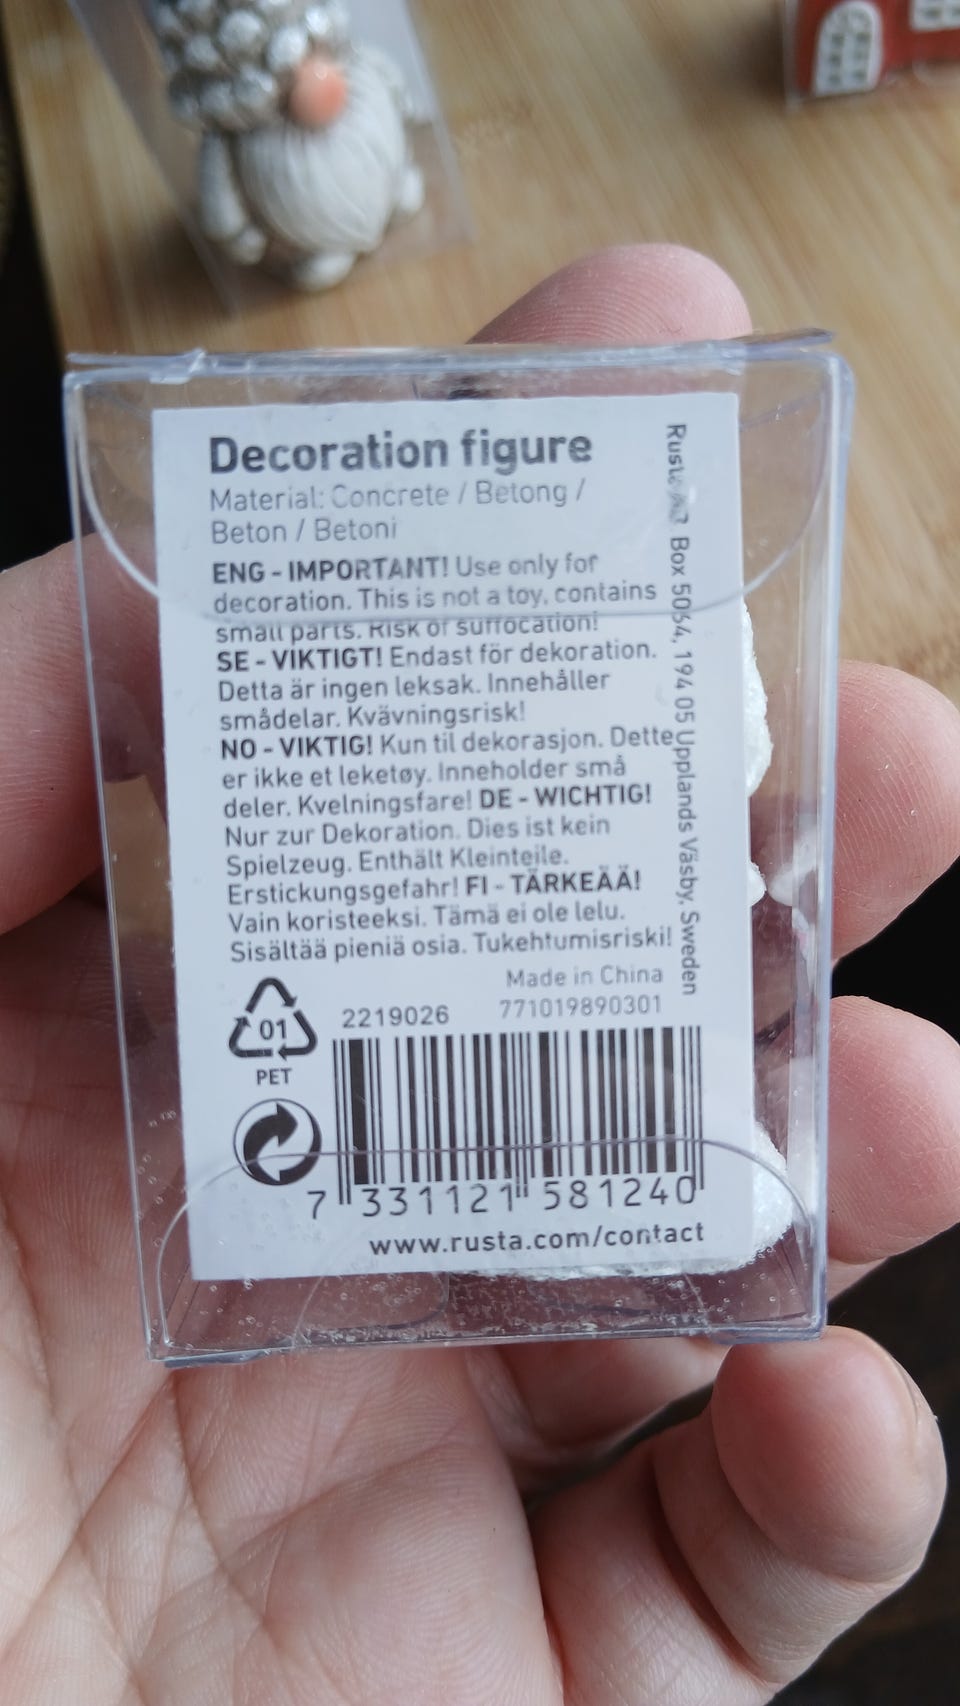 Decoration figure
Material: Concrete / Betong /
Beton / Betoni
ENG - IMPORTANT! Use only for
decoration. This is not a toy, contains
small parts. Risk of suffocation!
SE - VIKTIGT! Endast för dekoration.
Detta är ingen leksak. Innehåller
smådelar. Kvävningsrisk!
NO - VIKTIG! Kun til dekorasjon. Dette
er ikke et leketøy. Inneholder små
deler. Kvelningsfare! DE - WICHTIG!
Nur zur Dekoration. Dies ist kein
Spielzeug. Enthält Kleinteile.
Erstickungsgefahr! FI - TÄRKEÄÄ!
Vain koristeeksi. Tämä ei ole lelu.
Sisältää pieniä osia. Tukehtumisriski!
Made in China
2219026 771019890301
01
PET
7 331121 581240
www.rusta.com/contact
Rusta Box 5064, 194 05 Upplands Väsby, Sweden